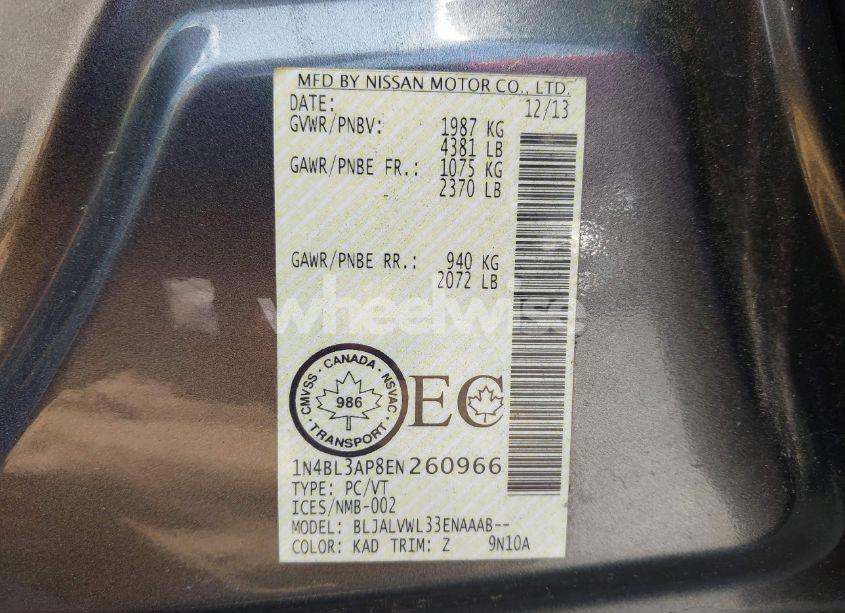 MFD BY NISSAN MOTOR CO., LTD.
DATE: 12/13
GVWR/PNBV: 1987 KG
4381 LB
GAWR/PNBE FR.: 1075 KG
2370 LB
GAWR/PNBE RR.: 940 KG
2072 LB
wheelwise
CMVSS · CANADA · NSVAC · TRANSPORT ·
986
EC
1N4BL3AP8EN260966
TYPE: PC/VT
ICES/NMB-002
MODEL: BLJALVWL33ENAAAB--
COLOR: KAD TRIM: Z 9N10A